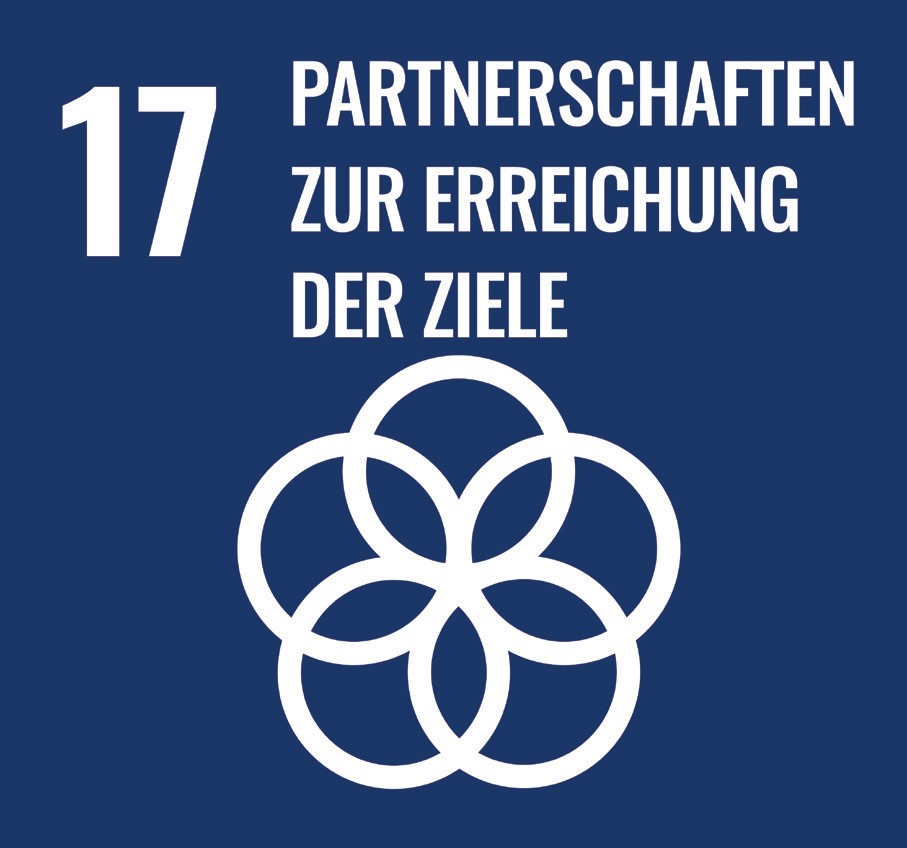 17
PARTNERSCHAFTEN
ZUR ERREICHUNG
DER ZIELE